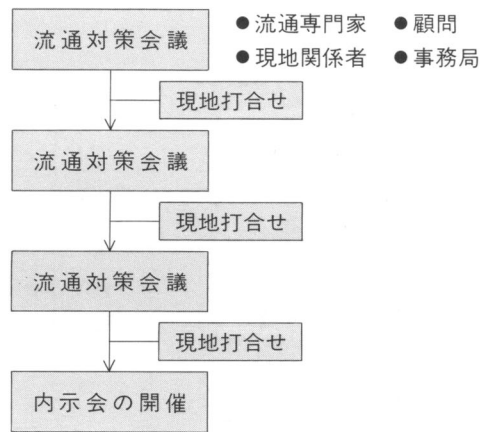 流通対策会議
●流通専門家 ●顧問
●現地関係者 ●事務局
現地打合せ
流通対策会議
現地打合せ
流通対策会議
現地打合せ
内示会の開催